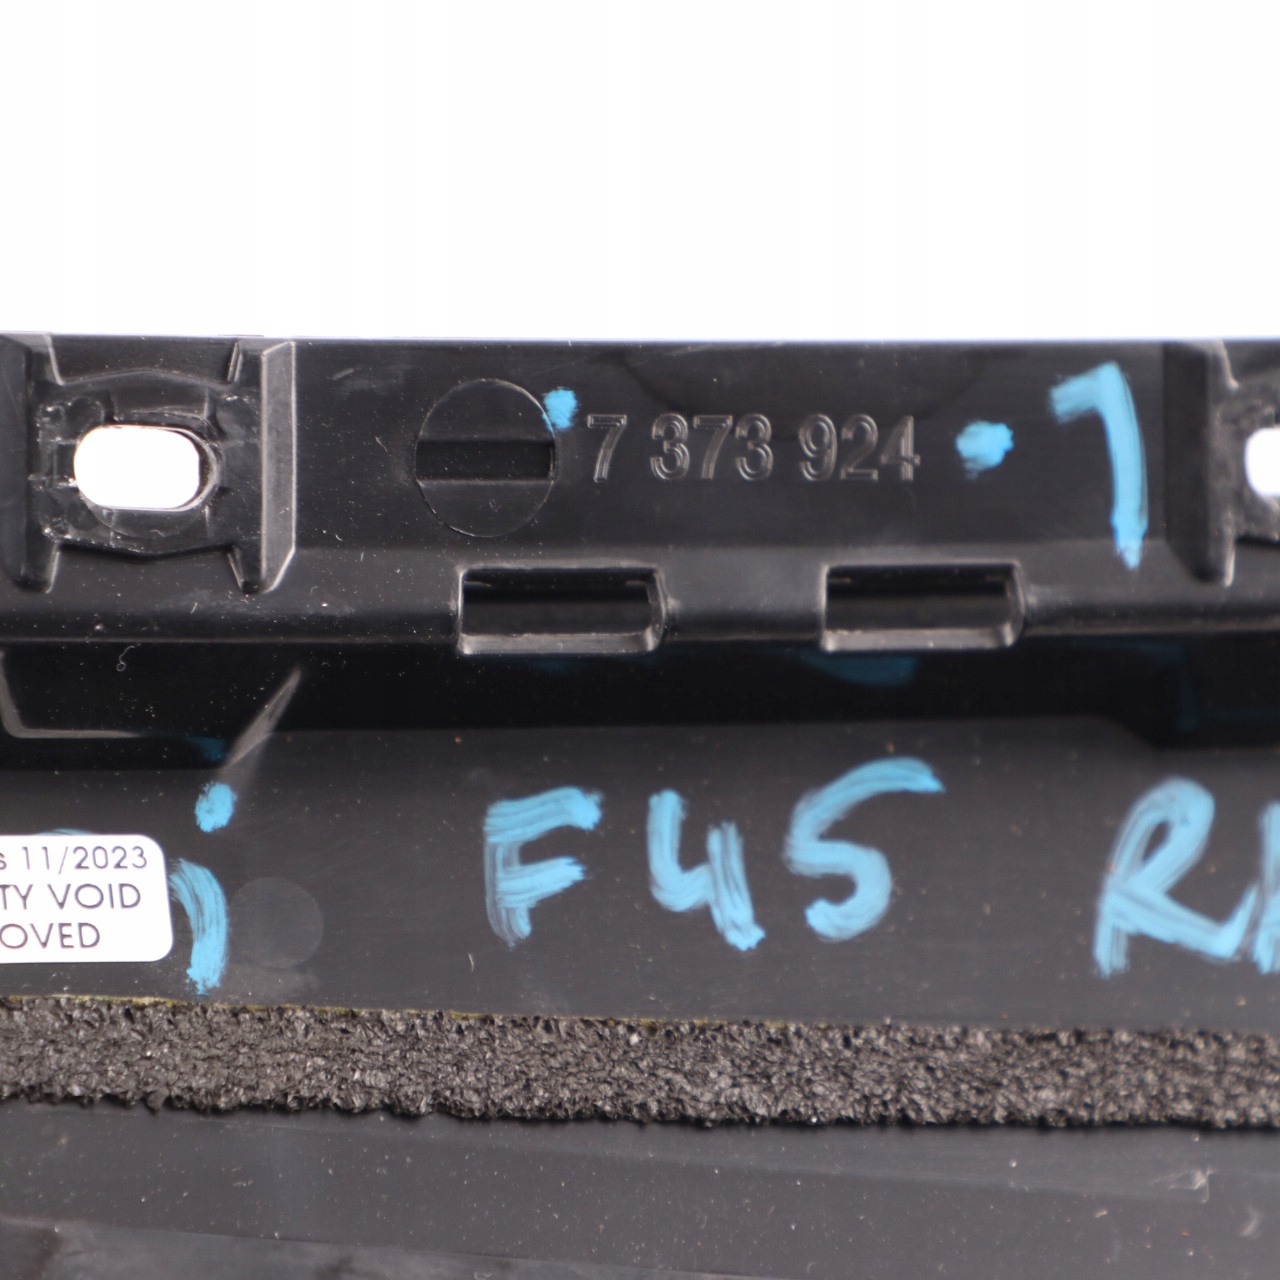 7 373 924
F45
s 11/2023
TY VOID
OVED